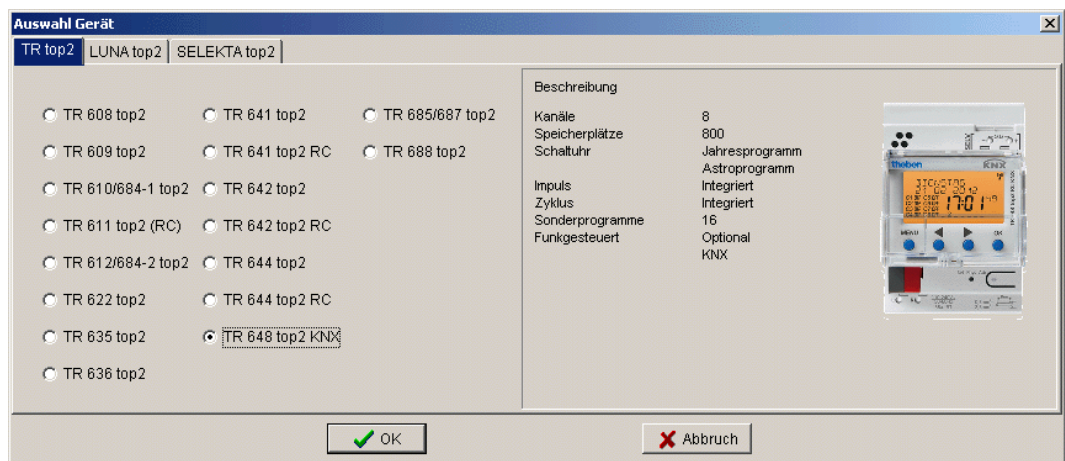 Auswahl Gerät
TR top2 LUNA top2 SELEKTA top2
TR 608 top2 TR 641 top2 TR 685/687 top2
TR 609 top2 TR 641 top2 RC TR 688 top2
TR 610/684-1 top2 TR 642 top2
TR 611 top2 (RC) TR 642 top2 RC
TR 612/684-2 top2 TR 644 top2
TR 622 top2 TR 644 top2 RC
TR 635 top2 TR 648 top2 KNX
TR 636 top2
Beschreibung
Kanäle 8
Speicherplätze 800
Schaltuhr Jahresprogramm
Astroprogramm
Impuls Integriert
Zyklus Integriert
Sonderprogramme 16
Funkgesteuert Optional
KNX
theben KNX
17:01
MENU OK
OK Abbruch